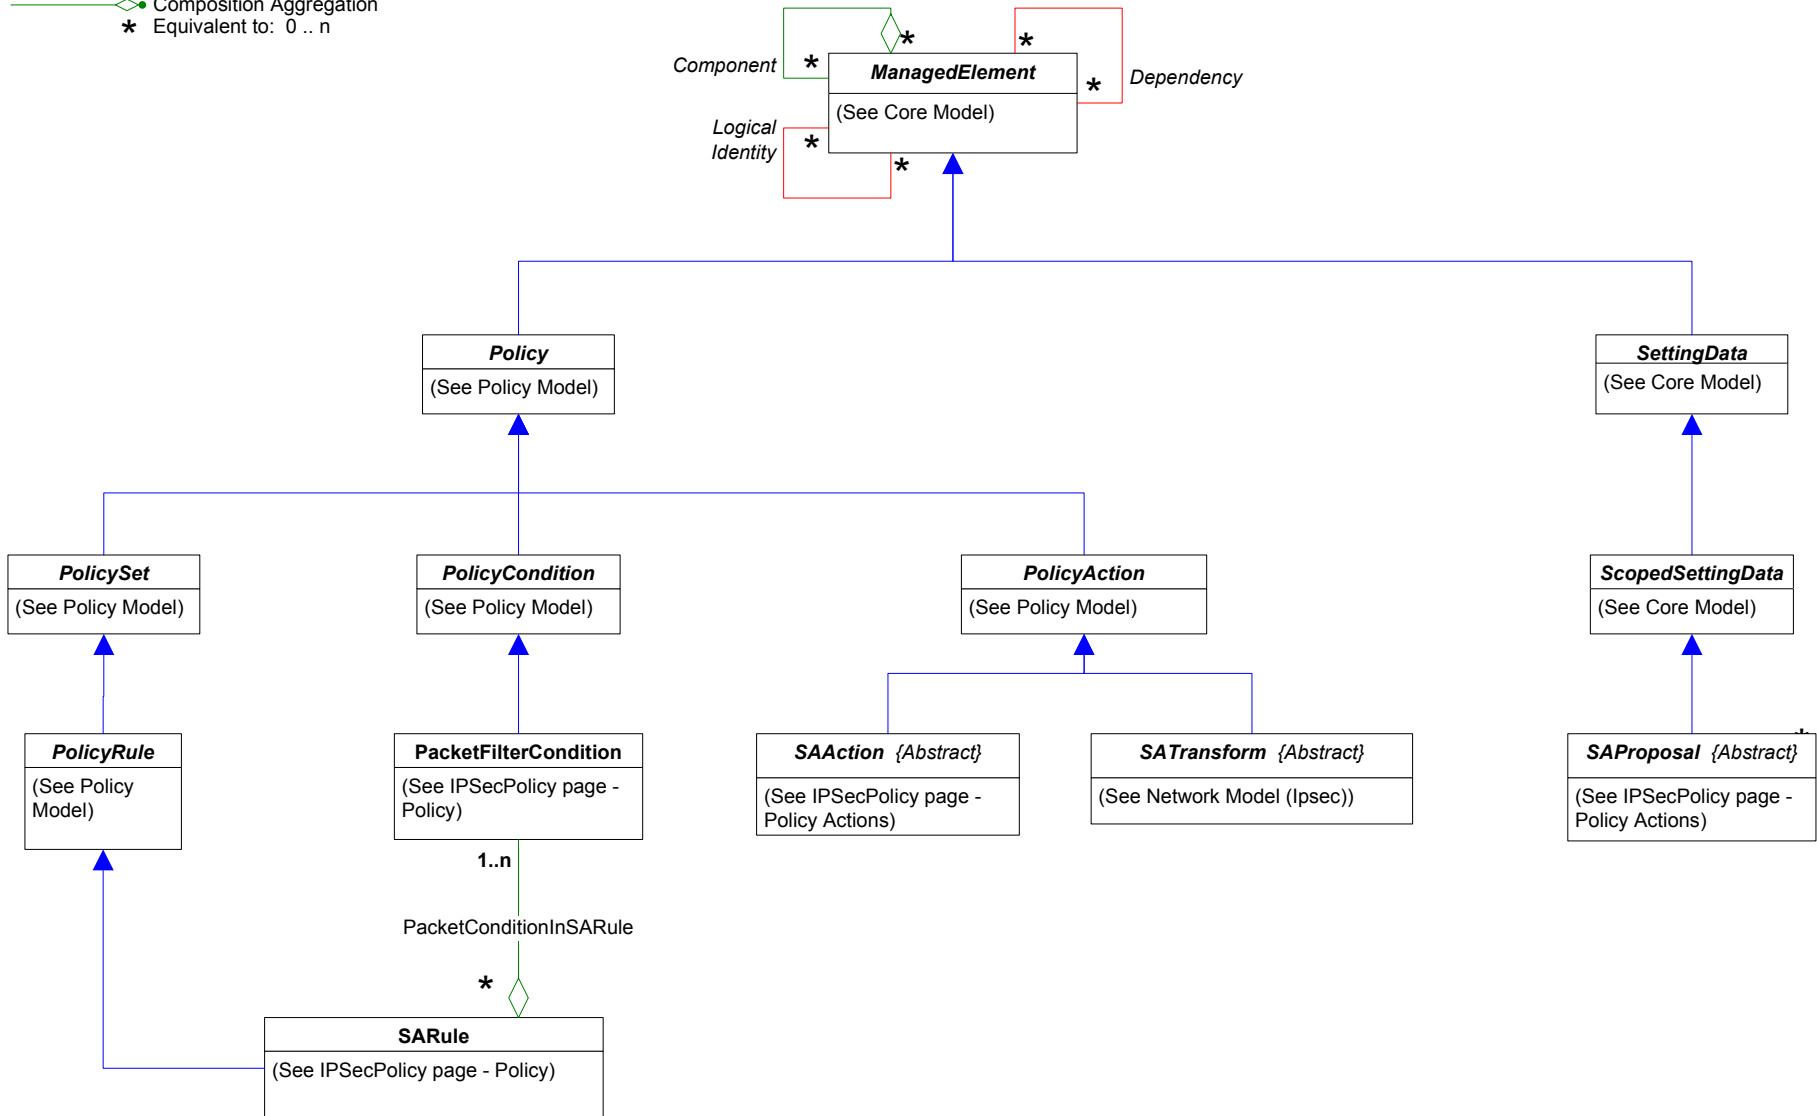 Composition Aggregation
* Equivalent to: 0 .. n
Component
*
*
ManagedElement
(See Core Model)
*
*
Dependency
Logical
Identity
*
*
Policy
(See Policy Model)
SettingData
(See Core Model)
PolicySet
(See Policy Model)
PolicyCondition
(See Policy Model)
PolicyAction
(See Policy Model)
ScopedSettingData
(See Core Model)
PolicyRule
(See Policy
Model)
PacketFilterCondition
(See IPSecPolicy page -
Policy)
SAAction {Abstract}
(See IPSecPolicy page -
Policy Actions)
SATransform {Abstract}
(See Network Model (Ipsec))
*
SAProposal {Abstract}
(See IPSecPolicy page -
Policy Actions)
1..n
PacketConditionInSARule
*
SARule
(See IPSecPolicy page - Policy)